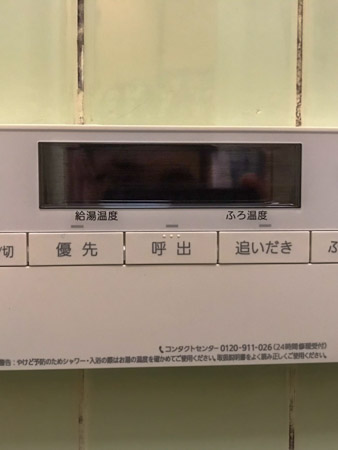 給湯温度 ふろ温度
切 優先 呼出 追いだき ふ
コンタクトセンター 0120-911-026 (24時間修理受付)
警告：やけど予防のためシャワー・入浴の際はお湯の温度を確かめてご使用ください。取扱説明書をよく読み正しくご使用ください。